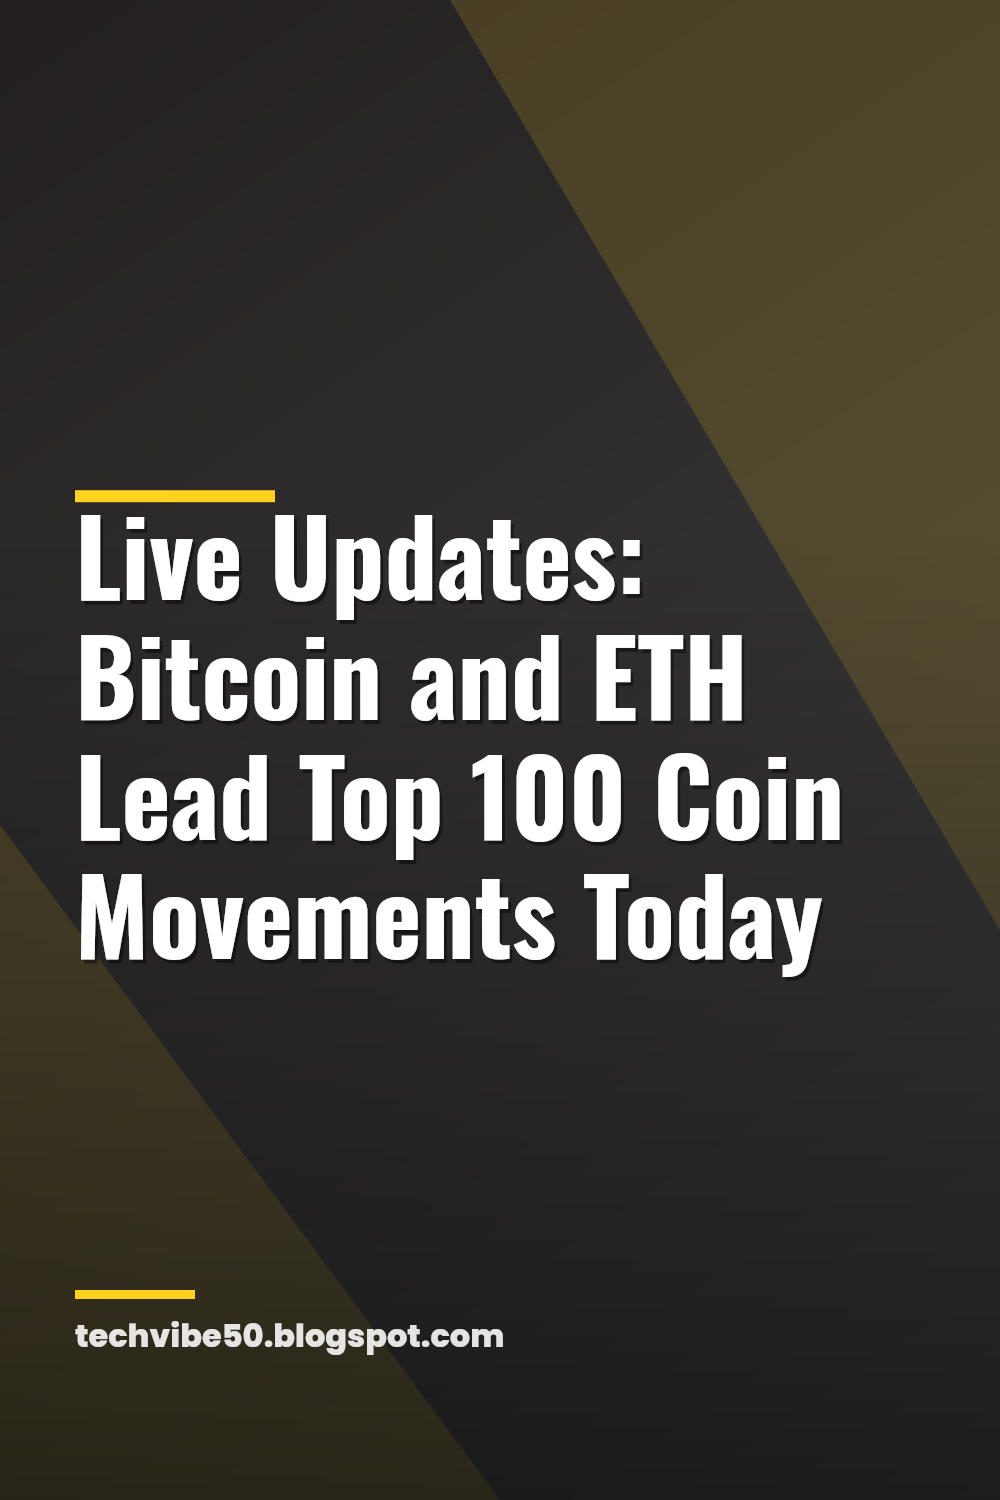 Live Updates:
Bitcoin and ETH
Lead Top 100 Coin
Movements Today
techvibe50.blogspot.com